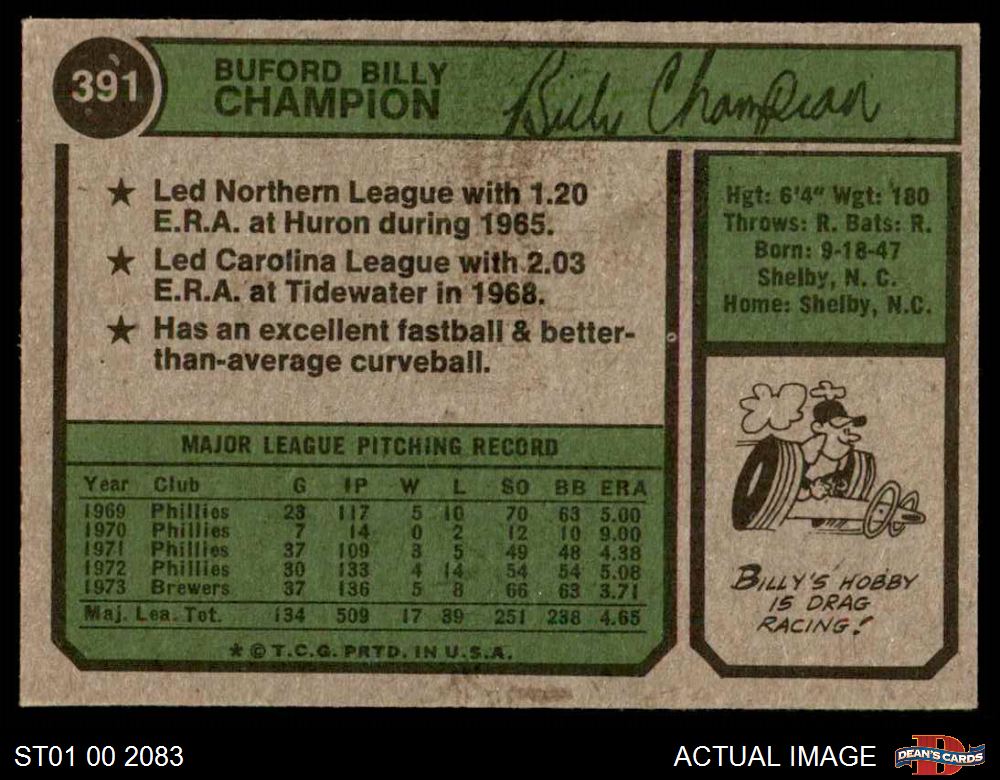 391
BUFORD BILLY
CHAMPION
Billy Champion
★ Led Northern League with 1.20
E.R.A. at Huron during 1965.
★ Led Carolina League with 2.03
E.R.A. at Tidewater in 1968.
★ Has an excellent fastball & better-
than-average curveball.
Hgt: 6'4" Wgt: 180
Throws: R. Bats: R.
Born: 9-18-47
Shelby, N. C.
Home: Shelby, N.C.
MAJOR LEAGUE PITCHING RECORD
Year Club G IP W L SO BB ERA
1969 Phillies 23 117 5 10 70 63 5.00
1970 Phillies 7 14 0 2 12 10 9.00
1971 Phillies 37 109 3 5 49 48 4.38
1972 Phillies 30 133 4 14 54 54 5.08
1973 Brewers 37 136 5 8 66 63 3.71
Maj. Lea. Tot. 134 509 17 39 251 238 4.65
★ © T.C.G. PRTD. IN U.S.A.
BILLY'S HOBBY
IS DRAG
RACING!
ST01 00 2083
ACTUAL IMAGE
D
DEAN'S CARDS